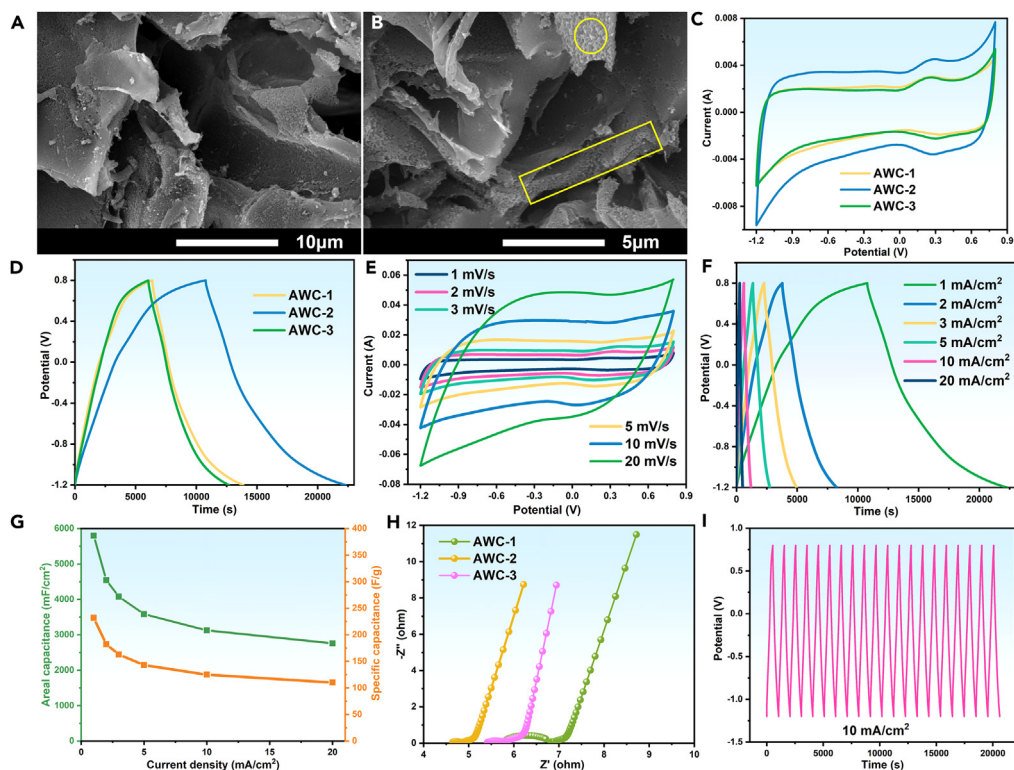 A
10μm
B
5μm
C
0.008
0.004
0.000
-0.004
-0.008
Current (A)
AWC-1
AWC-2
AWC-3
-1.2 -0.9 -0.6 -0.3 0.0 0.3 0.6 0.9
Potential (V)
D
0.8
0.4
0.0
-0.4
-0.8
-1.2
Potential (V)
AWC-1
AWC-2
AWC-3
0 5000 10000 15000 20000
Time (s)
E
0.06
0.04
0.02
0.00
-0.02
-0.04
-0.06
-0.08
Current (A)
1 mV/s
2 mV/s
3 mV/s
5 mV/s
10 mV/s
20 mV/s
-1.2 -0.9 -0.6 -0.3 0.0 0.3 0.6 0.9
Potential (V)
F
0.8
0.4
0.0
-0.4
-0.8
-1.2
Potential (V)
1 mA/cm²
2 mA/cm²
3 mA/cm²
5 mA/cm²
10 mA/cm²
20 mA/cm²
0 5000 10000 15000 20000
Time (s)
G
6000
5000
4000
3000
2000
1000
0
Areal capacitance (mF/cm²)
400
350
300
250
200
150
100
50
0
Specific capacitance (F/g)
0 5 10 15 20
Current density (mA/cm²)
H
-12
-10
-8
-6
-4
-2
0
-Z'' (ohm)
AWC-1
AWC-2
AWC-3
4 5 6 7 8 9 10
Z' (ohm)
I
1.0
0.5
0.0
-0.5
-1.0
-1.5
Potential (V)
10 mA/cm²
0 5000 10000 15000 20000
Time (s)